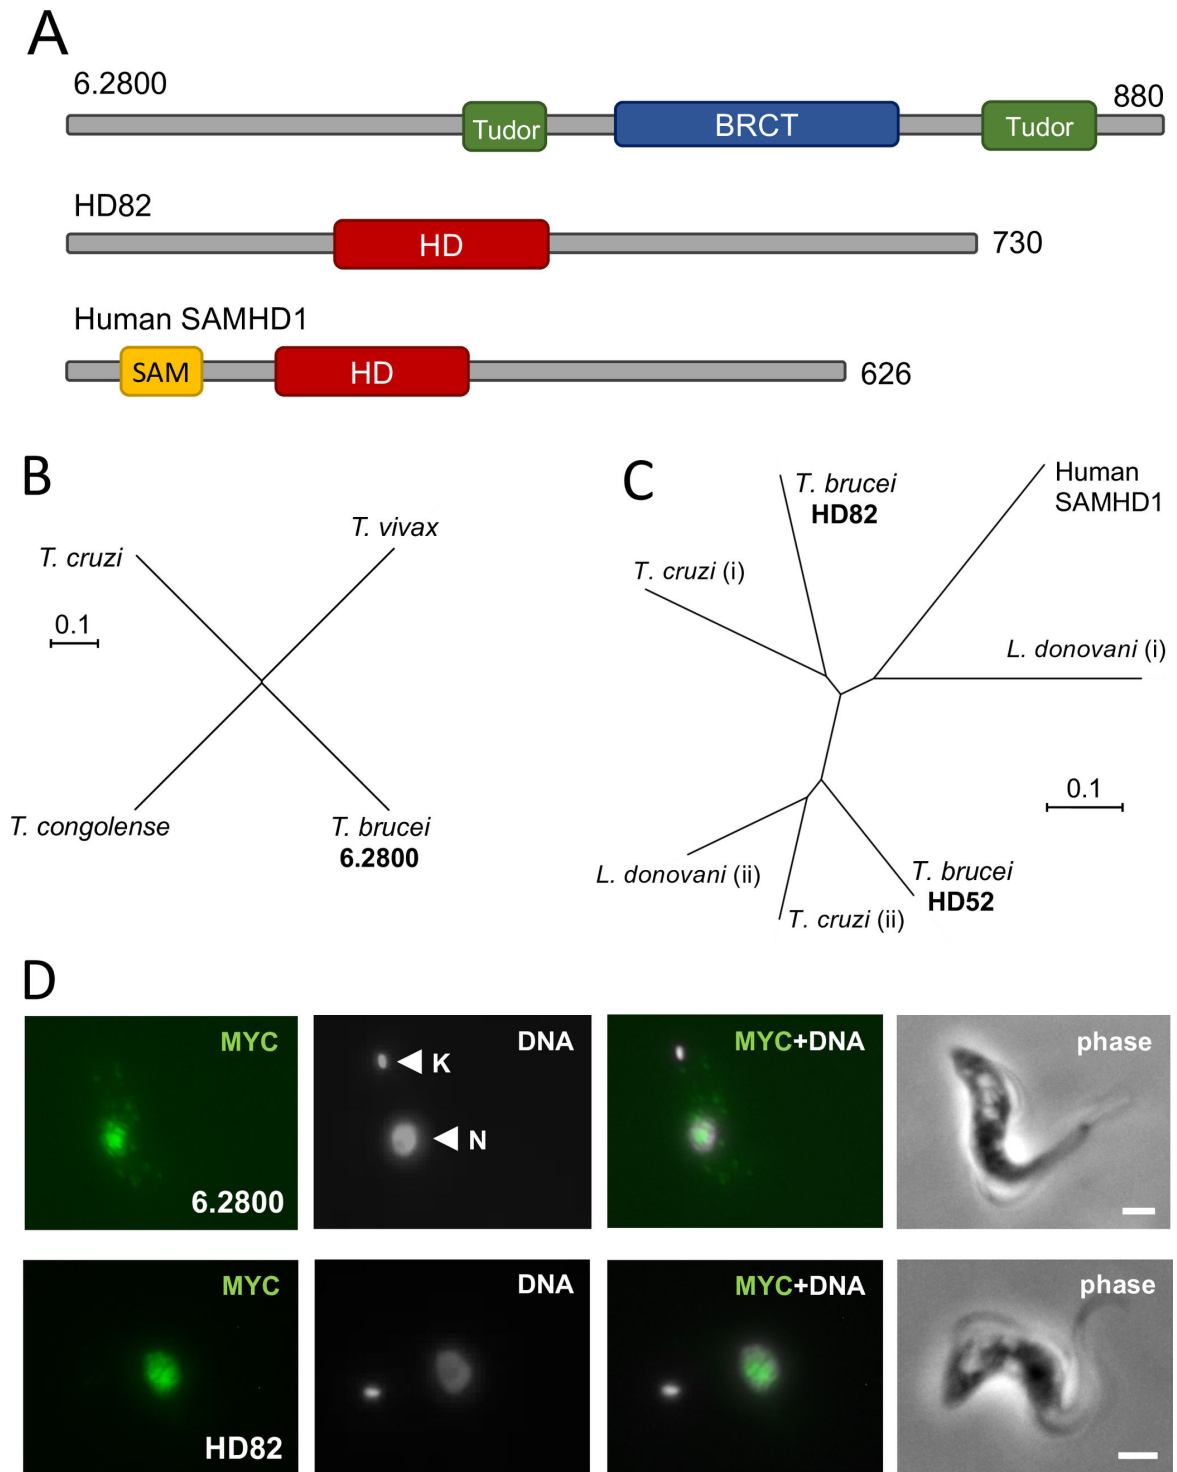 A
6.2800
880
Tudor
BRCT
Tudor
HD82
HD
730
Human SAMHD1
SAM
HD
626
B
T. cruzi
T. vivax
0.1
T. congolense
T. brucei
6.2800
C
T. brucei
HD82
Human
SAMHD1
T. cruzi (i)
L. donovani (i)
0.1
L. donovani (ii)
T. brucei
HD52
T. cruzi (ii)
D
MYC
6.2800
DNA
K
N
MYC+DNA
phase
MYC
HD82
DNA
MYC+DNA
phase